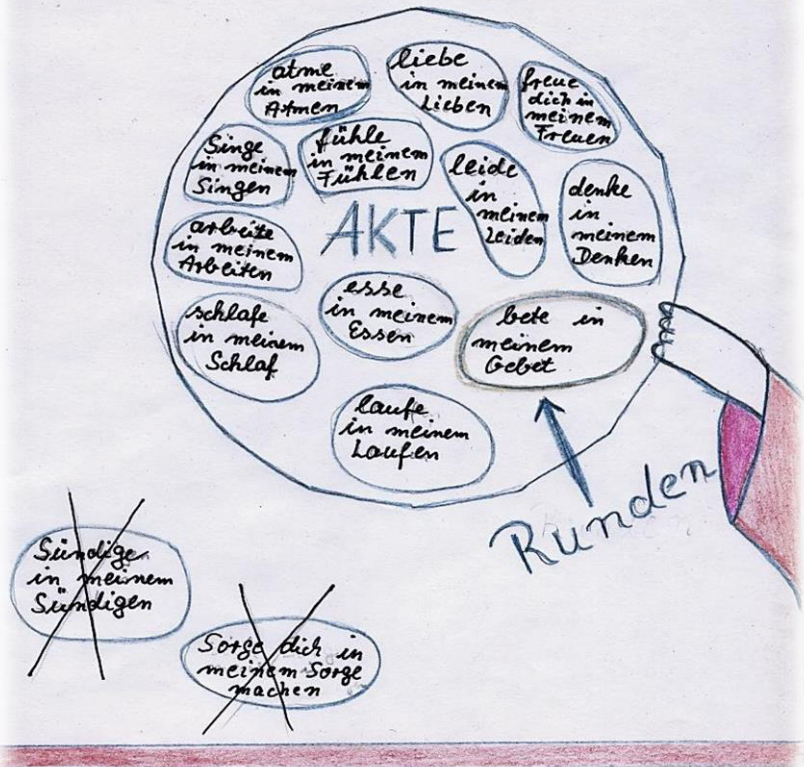 atme
in meinem
Atmen
liebe
in meinem
Lieben
freue
dich in
meinem
Freuen
Singe
in meinem
Singen
fühle
in meinem
Fühlen
leide
in
meinem
Leiden
denke
in
meinem
Denken
arbeite
in meinem
Arbeiten
AKTE
esse
in meinem
Essen
schlafe
in meinem
Schlaf
bete in
meinem
Gebet
laufe
in meinem
Laufen
Runden
Sündige
in meinem
Sündigen
Sorge dich in
meinem Sorge
machen